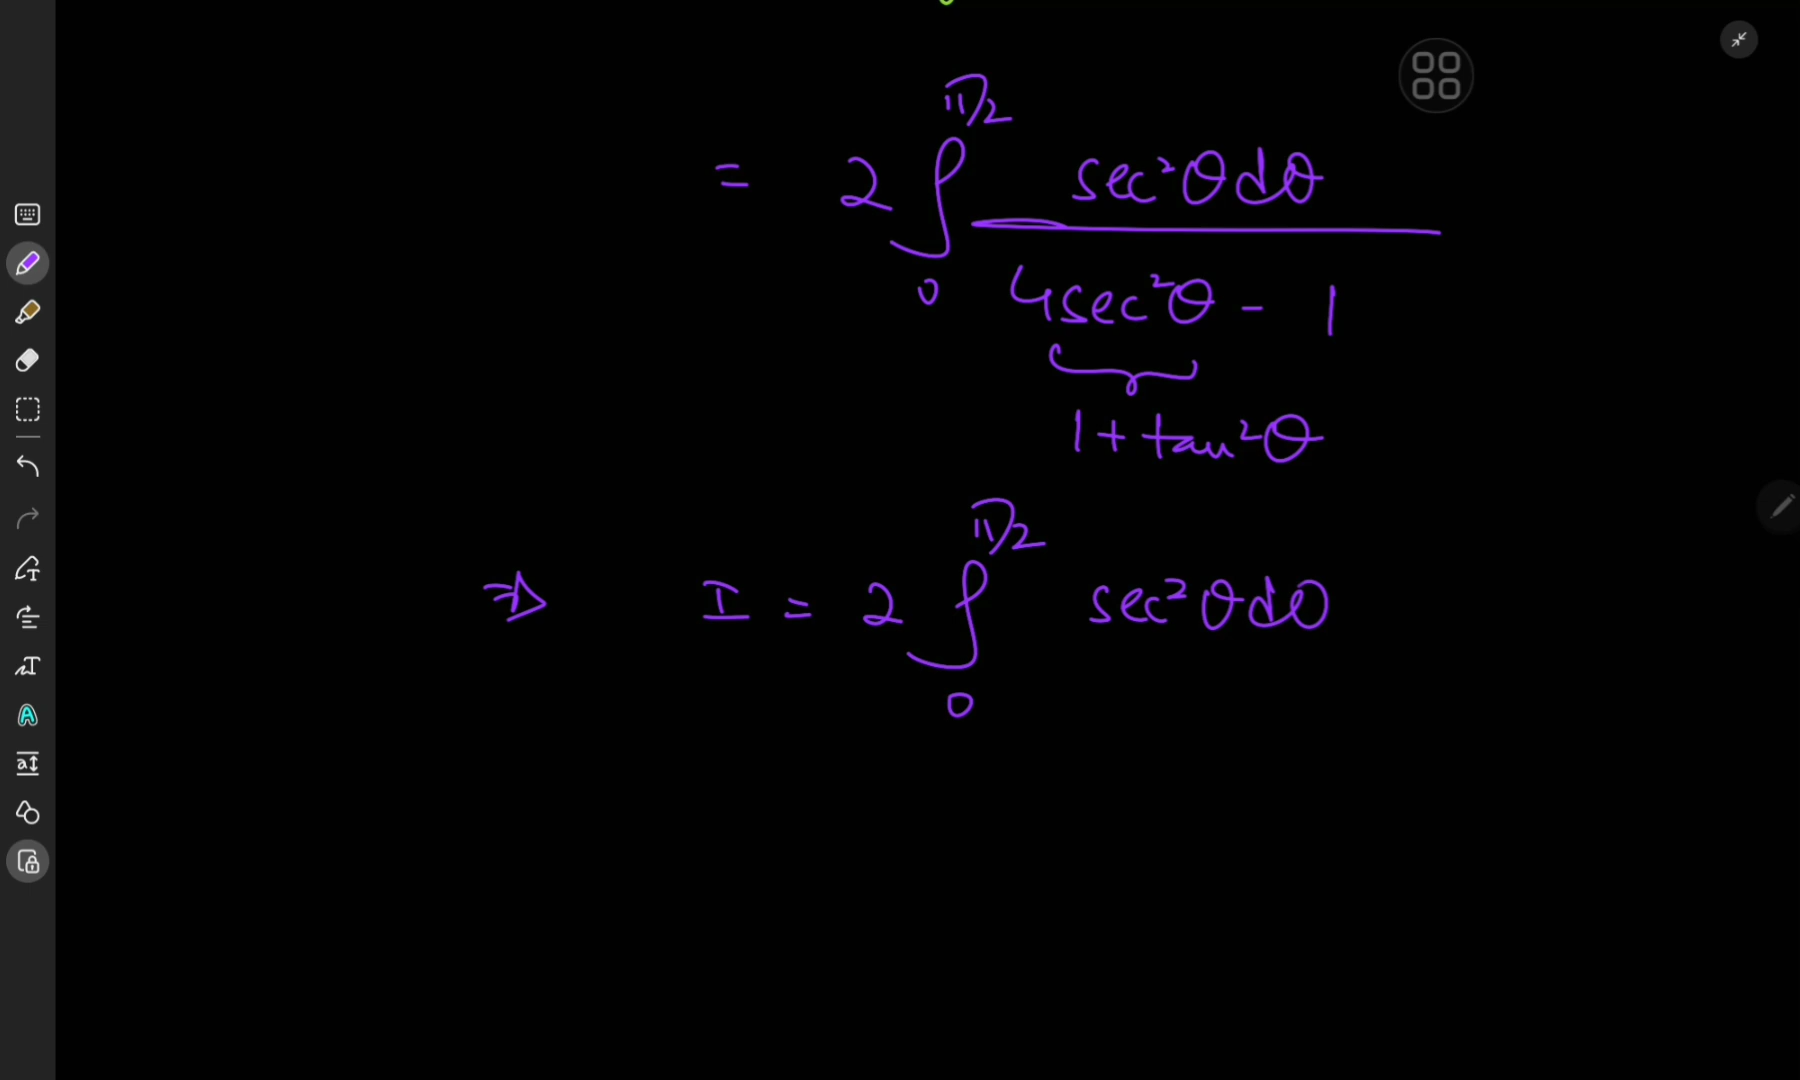 = 2 ∫₀^{π/2} sec²θdθ / 4sec²θ - 1
1 + tan²θ
⇒ I = 2 ∫₀^{π/2} sec²θdθ